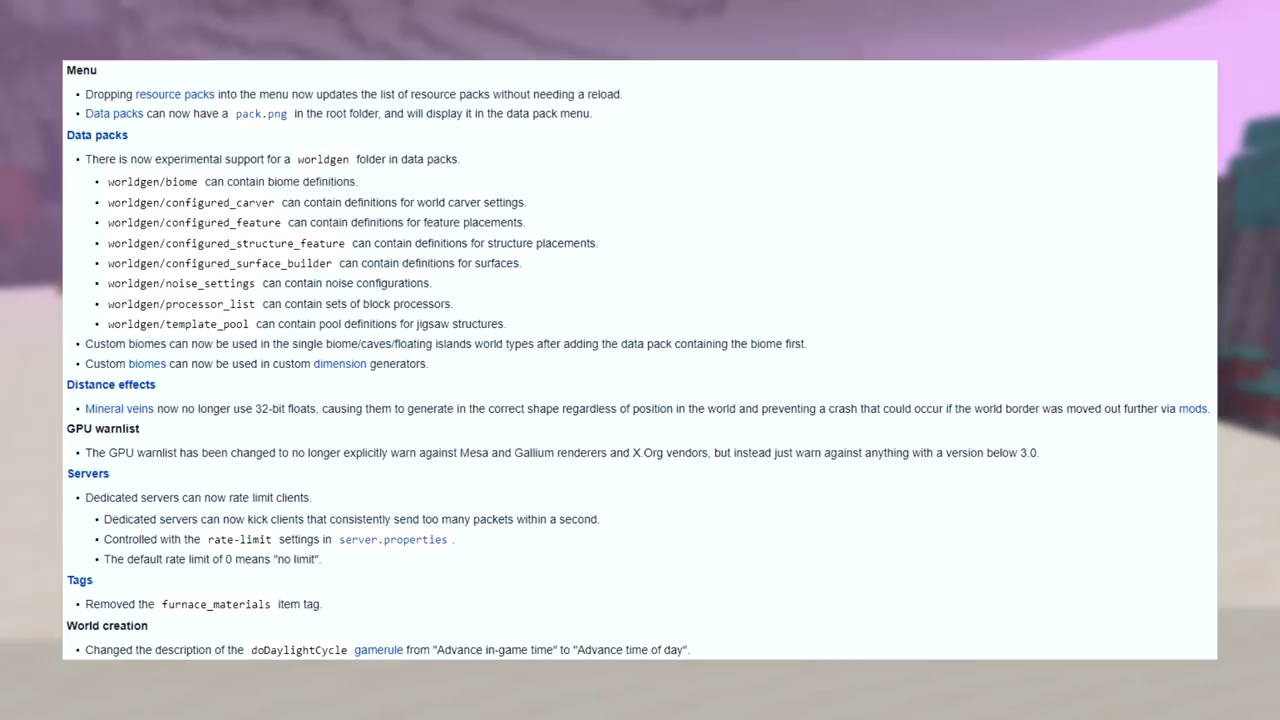 Menu
• Dropping resource packs into the menu now updates the list of resource packs without needing a reload.
• Data packs can now have a pack.png in the root folder, and will display it in the data pack menu.
Data packs
• There is now experimental support for a worldgen folder in data packs.
• worldgen/biome can contain biome definitions.
• worldgen/configured_carver can contain definitions for world carver settings.
• worldgen/configured_feature can contain definitions for feature placements.
• worldgen/configured_structure_feature can contain definitions for structure placements.
• worldgen/configured_surface_builder can contain definitions for surfaces.
• worldgen/noise_settings can contain noise configurations.
• worldgen/processor_list can contain sets of block processors.
• worldgen/template_pool can contain pool definitions for jigsaw structures.
• Custom biomes can now be used in the single biome/caves/floating islands world types after adding the data pack containing the biome first.
• Custom biomes can now be used in custom dimension generators.
Distance effects
• Mineral veins now no longer use 32-bit floats, causing them to generate in the correct shape regardless of position in the world and preventing a crash that could occur if the world border was moved out further via mods.
GPU warnlist
• The GPU warnlist has been changed to no longer explicitly warn against Mesa and Gallium renderers and X.Org vendors, but instead just warn against anything with a version below 3.0.
Servers
• Dedicated servers can now rate limit clients.
• Dedicated servers can now kick clients that consistently send too many packets within a second.
• Controlled with the rate-limit settings in server.properties .
• The default rate limit of 0 means "no limit".
Tags
• Removed the furnace_materials item tag.
World creation
• Changed the description of the doDaylightCycle gamerule from "Advance in-game time" to "Advance time of day".